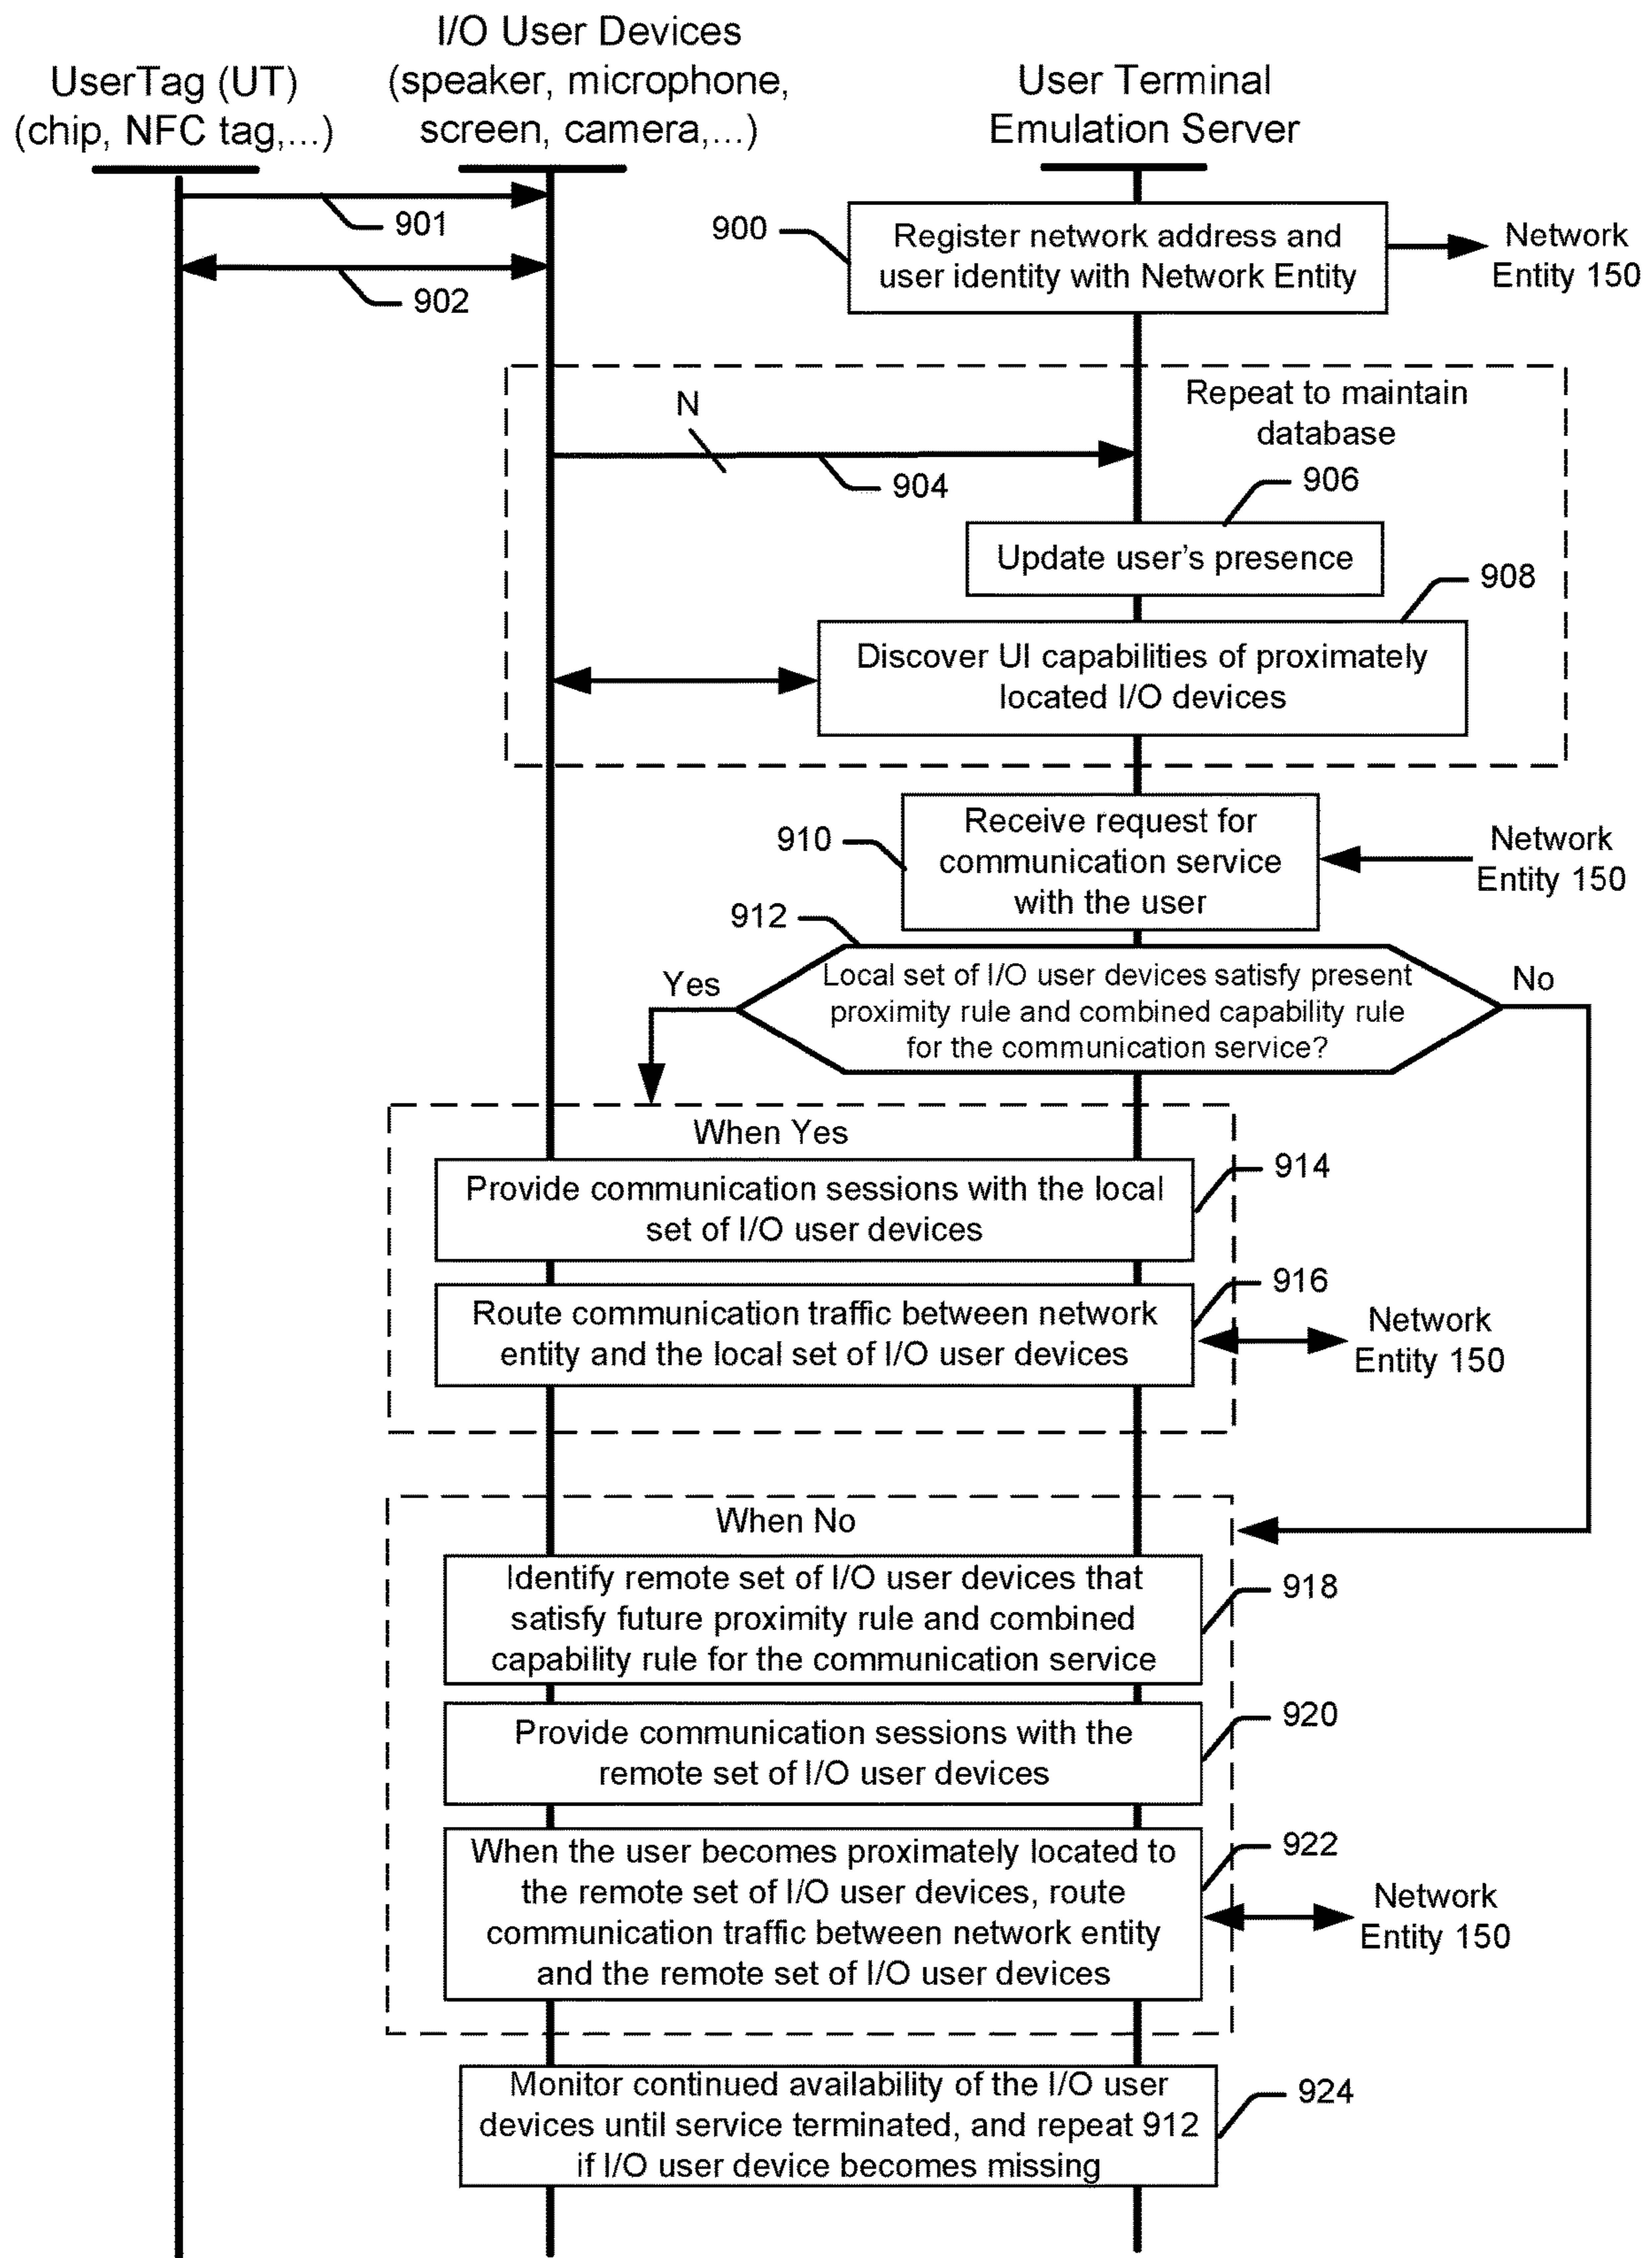 UserTag (UT)
(chip, NFC tag,...)
I/O User Devices
(speaker, microphone,
screen, camera,...)
User Terminal
Emulation Server
901
902
900
Register network address and
user identity with Network Entity
Network
Entity 150
Repeat to maintain
database
N
904
906
Update user's presence
908
Discover UI capabilities of proximately
located I/O devices
910
Receive request for
communication service
with the user
Network
Entity 150
912
Yes
Local set of I/O user devices satisfy present
proximity rule and combined capability rule
for the communication service?
No
When Yes
Provide communication sessions with the local
set of I/O user devices
914
Route communication traffic between network
entity and the local set of I/O user devices
916
Network
Entity 150
When No
Identify remote set of I/O user devices that
satisfy future proximity rule and combined
capability rule for the communication service
918
Provide communication sessions with the
remote set of I/O user devices
920
When the user becomes proximately located to
the remote set of I/O user devices, route
communication traffic between network entity
and the remote set of I/O user devices
922
Network
Entity 150
Monitor continued availability of the I/O user
devices until service terminated, and repeat 912
if I/O user device becomes missing
924